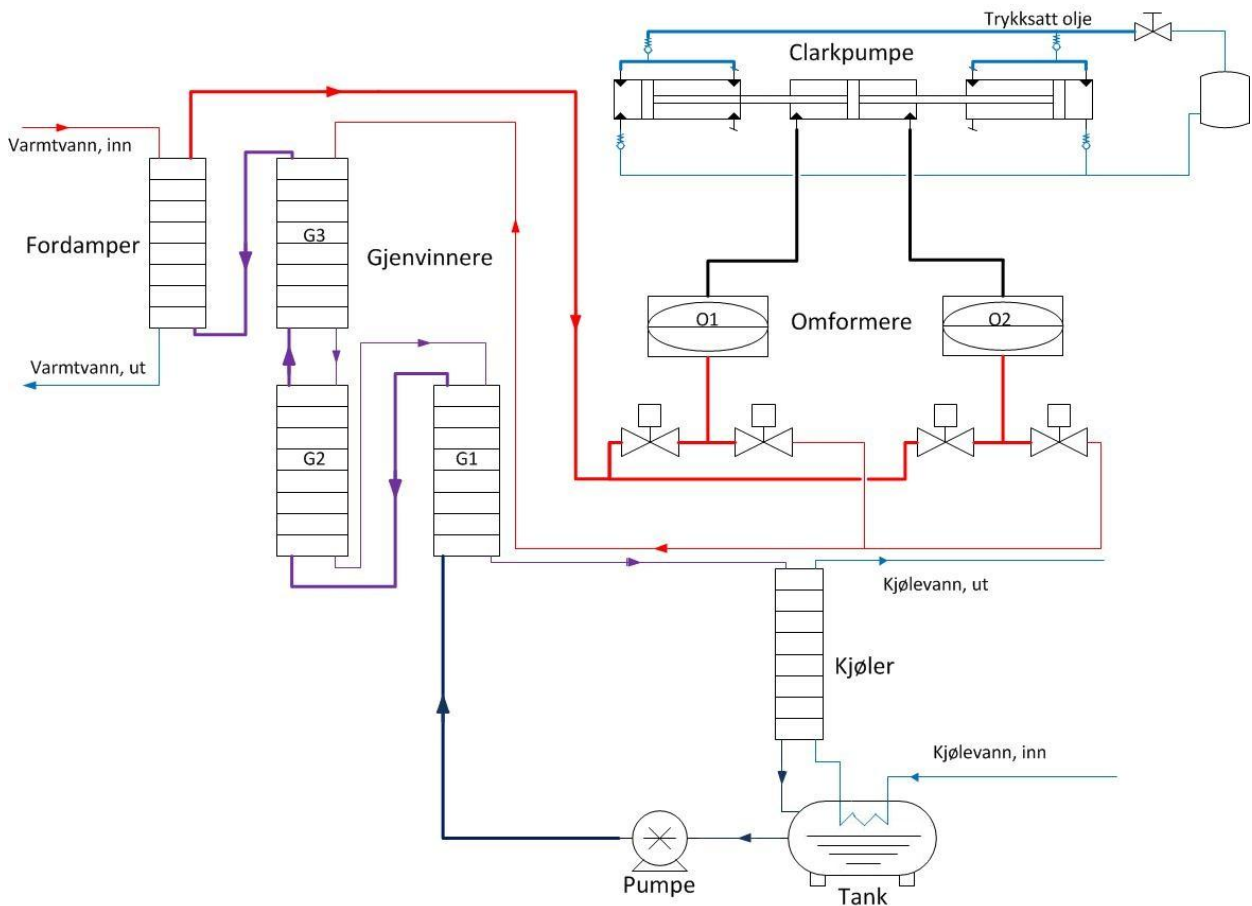 Trykksatt olje
Clarkpumpe
Varmtvann, inn
Fordamper
G3
Gjenvinnere
O1
Omformere
O2
Varmtvann, ut
G2
G1
Kjølevann, ut
Kjøler
Kjølevann, inn
Pumpe
Tank